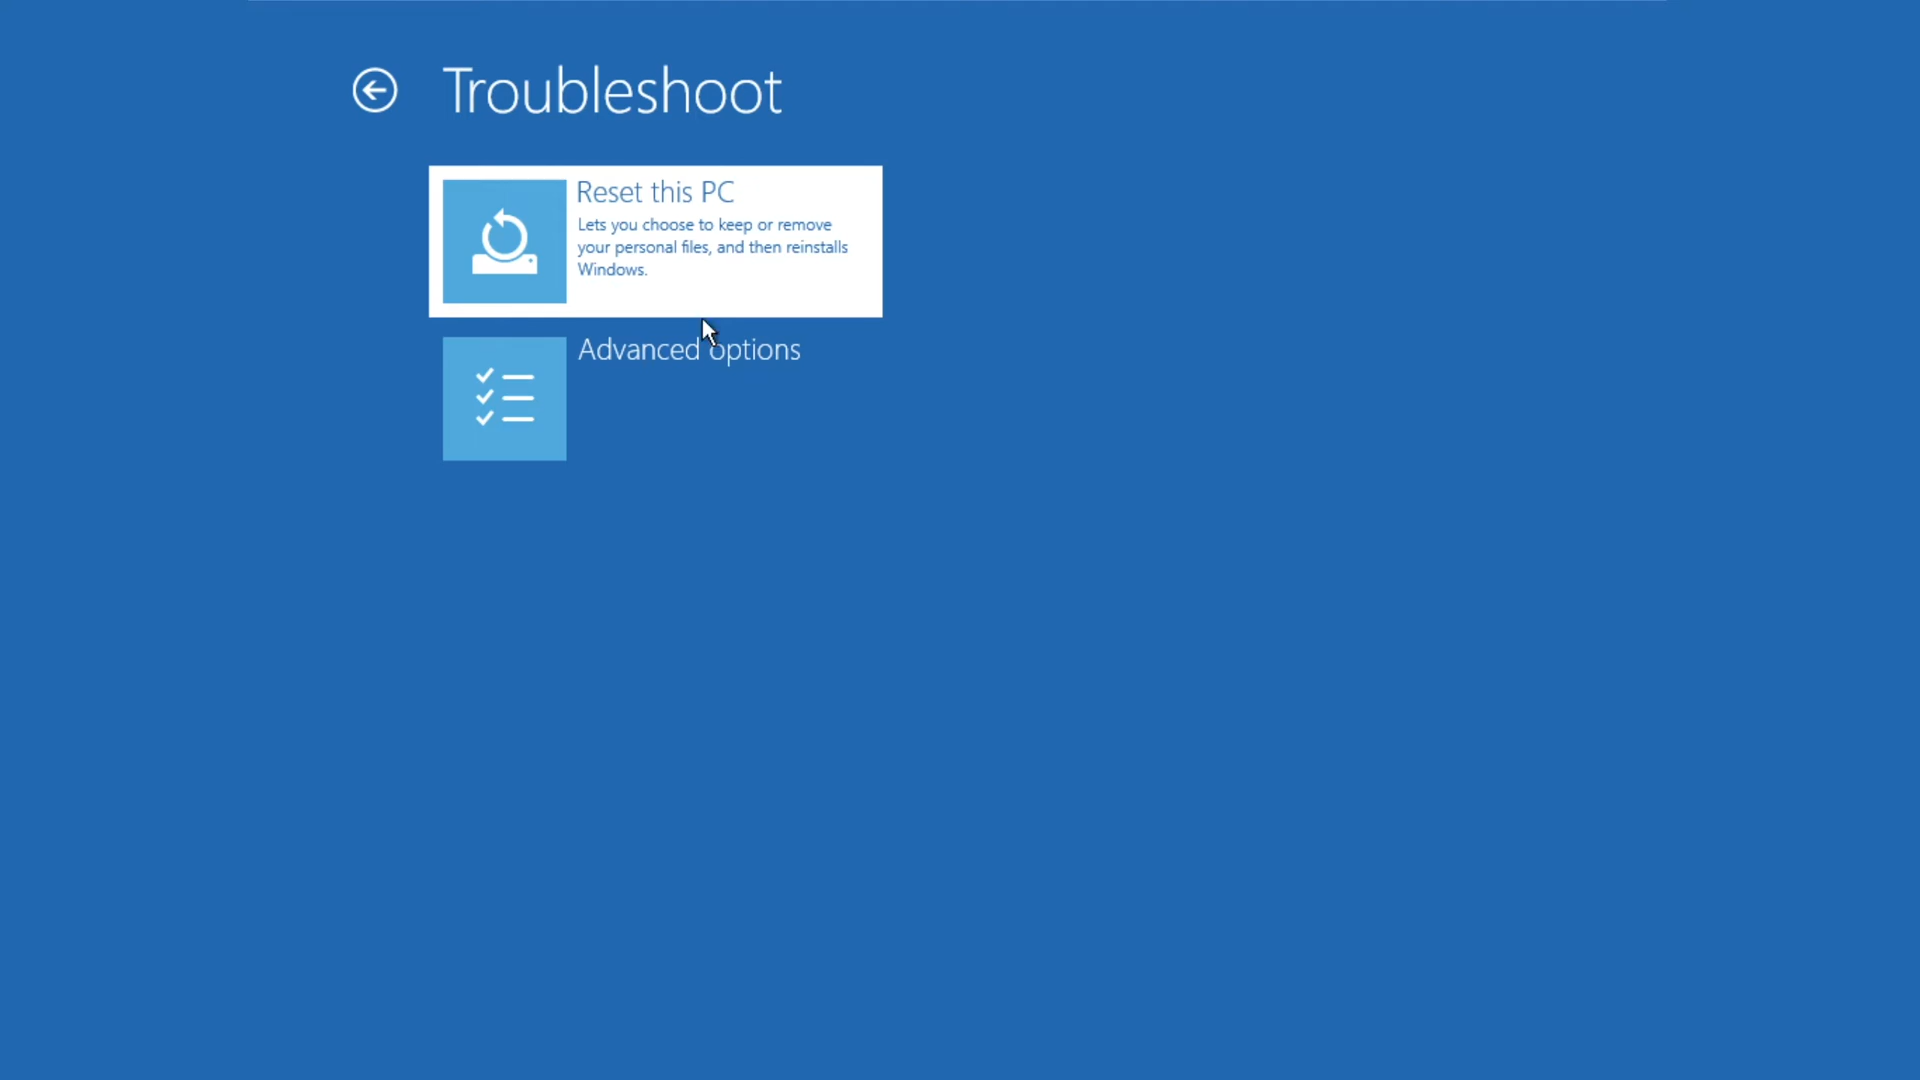 Troubleshoot
Reset this PC
Lets you choose to keep or remove
your personal files, and then reinstalls
Windows.
Advanced options